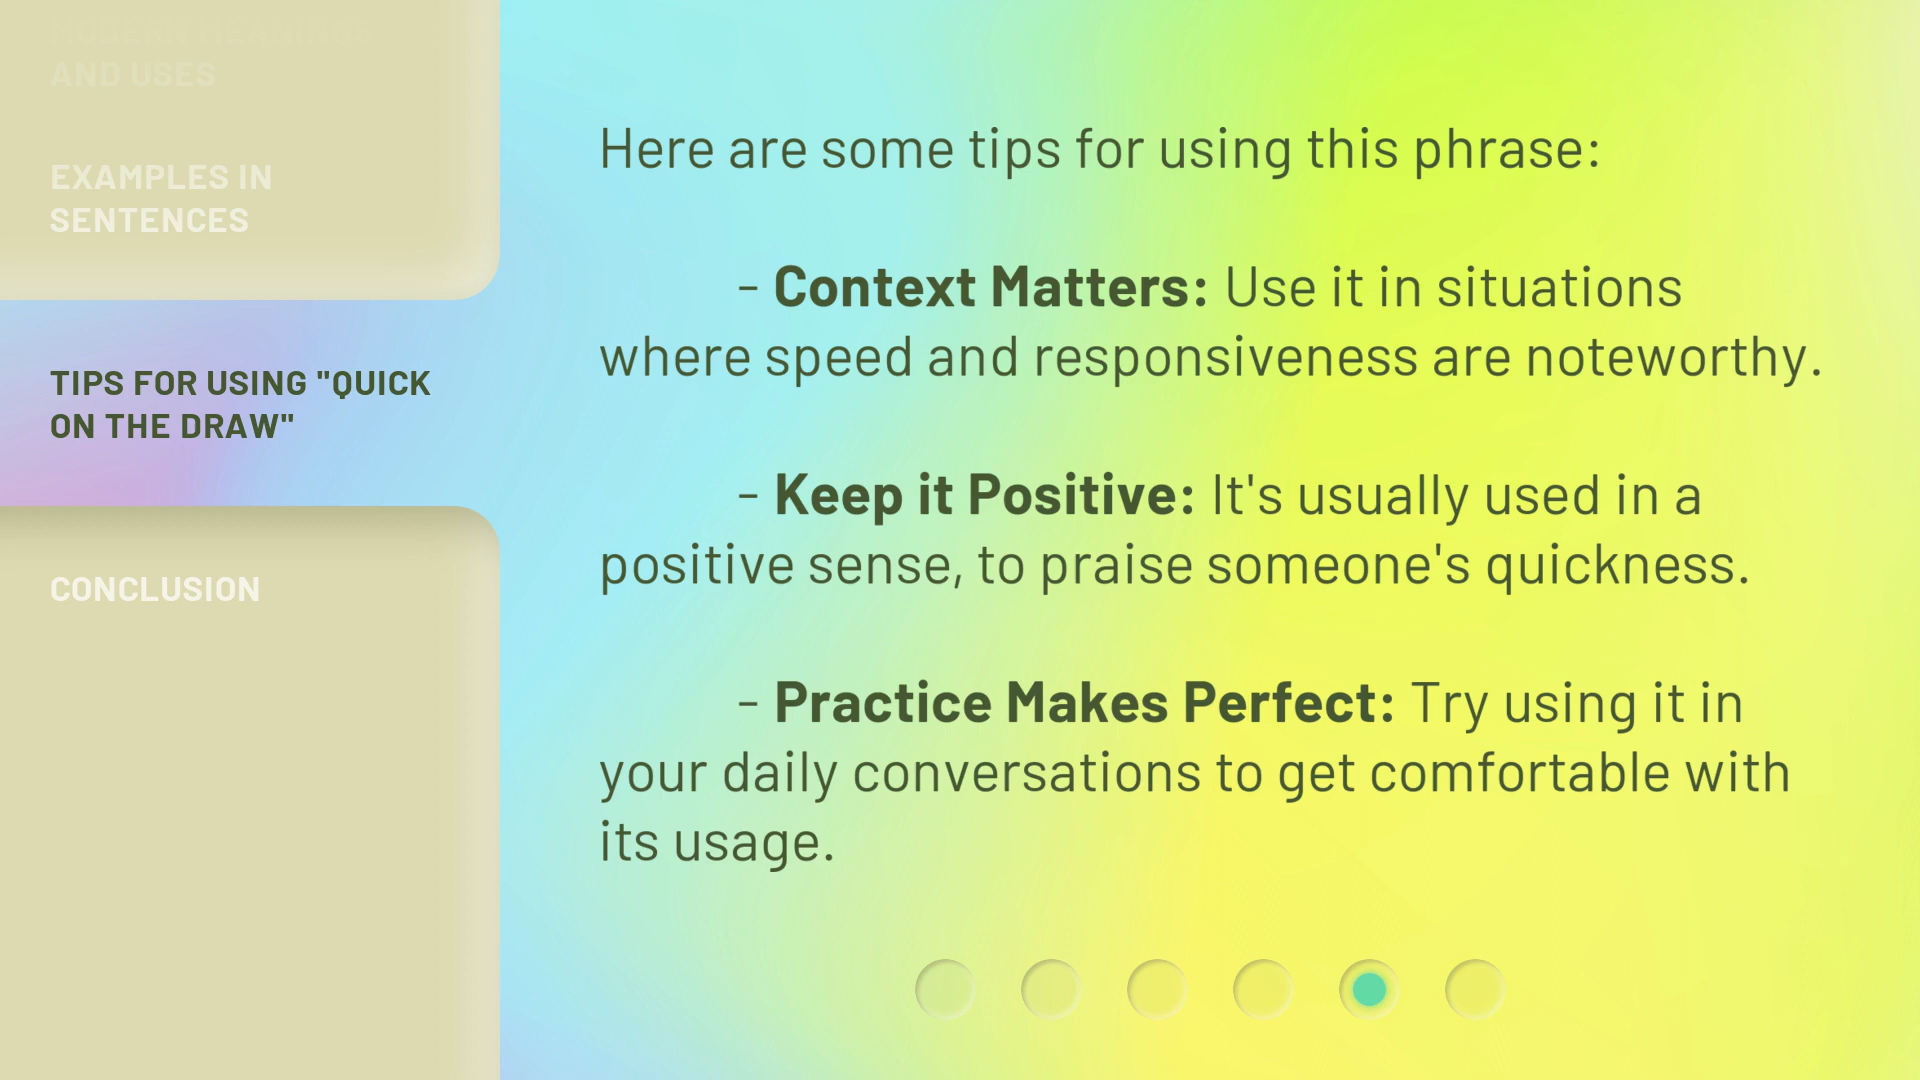 MODERN MEANINGS
AND USES
EXAMPLES IN
SENTENCES
TIPS FOR USING "QUICK
ON THE DRAW"
CONCLUSION
Here are some tips for using this phrase:
- Context Matters: Use it in situations
where speed and responsiveness are noteworthy.
- Keep it Positive: It's usually used in a
positive sense, to praise someone's quickness.
- Practice Makes Perfect: Try using it in
your daily conversations to get comfortable with
its usage.